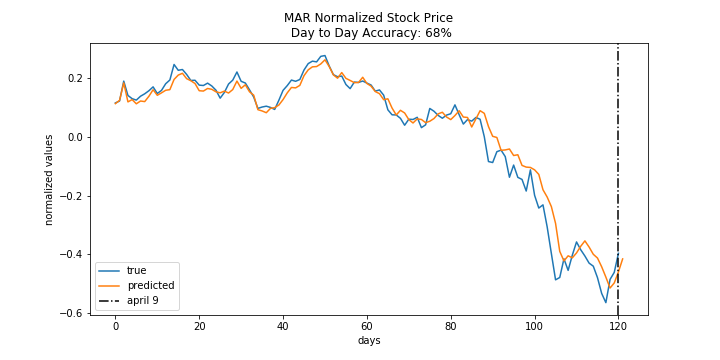 MAR Normalized Stock Price
Day to Day Accuracy: 68%
normalized values
0.2
0.0
−0.2
−0.4
−0.6
true
predicted
april 9
0 20 40 60 80 100 120
days